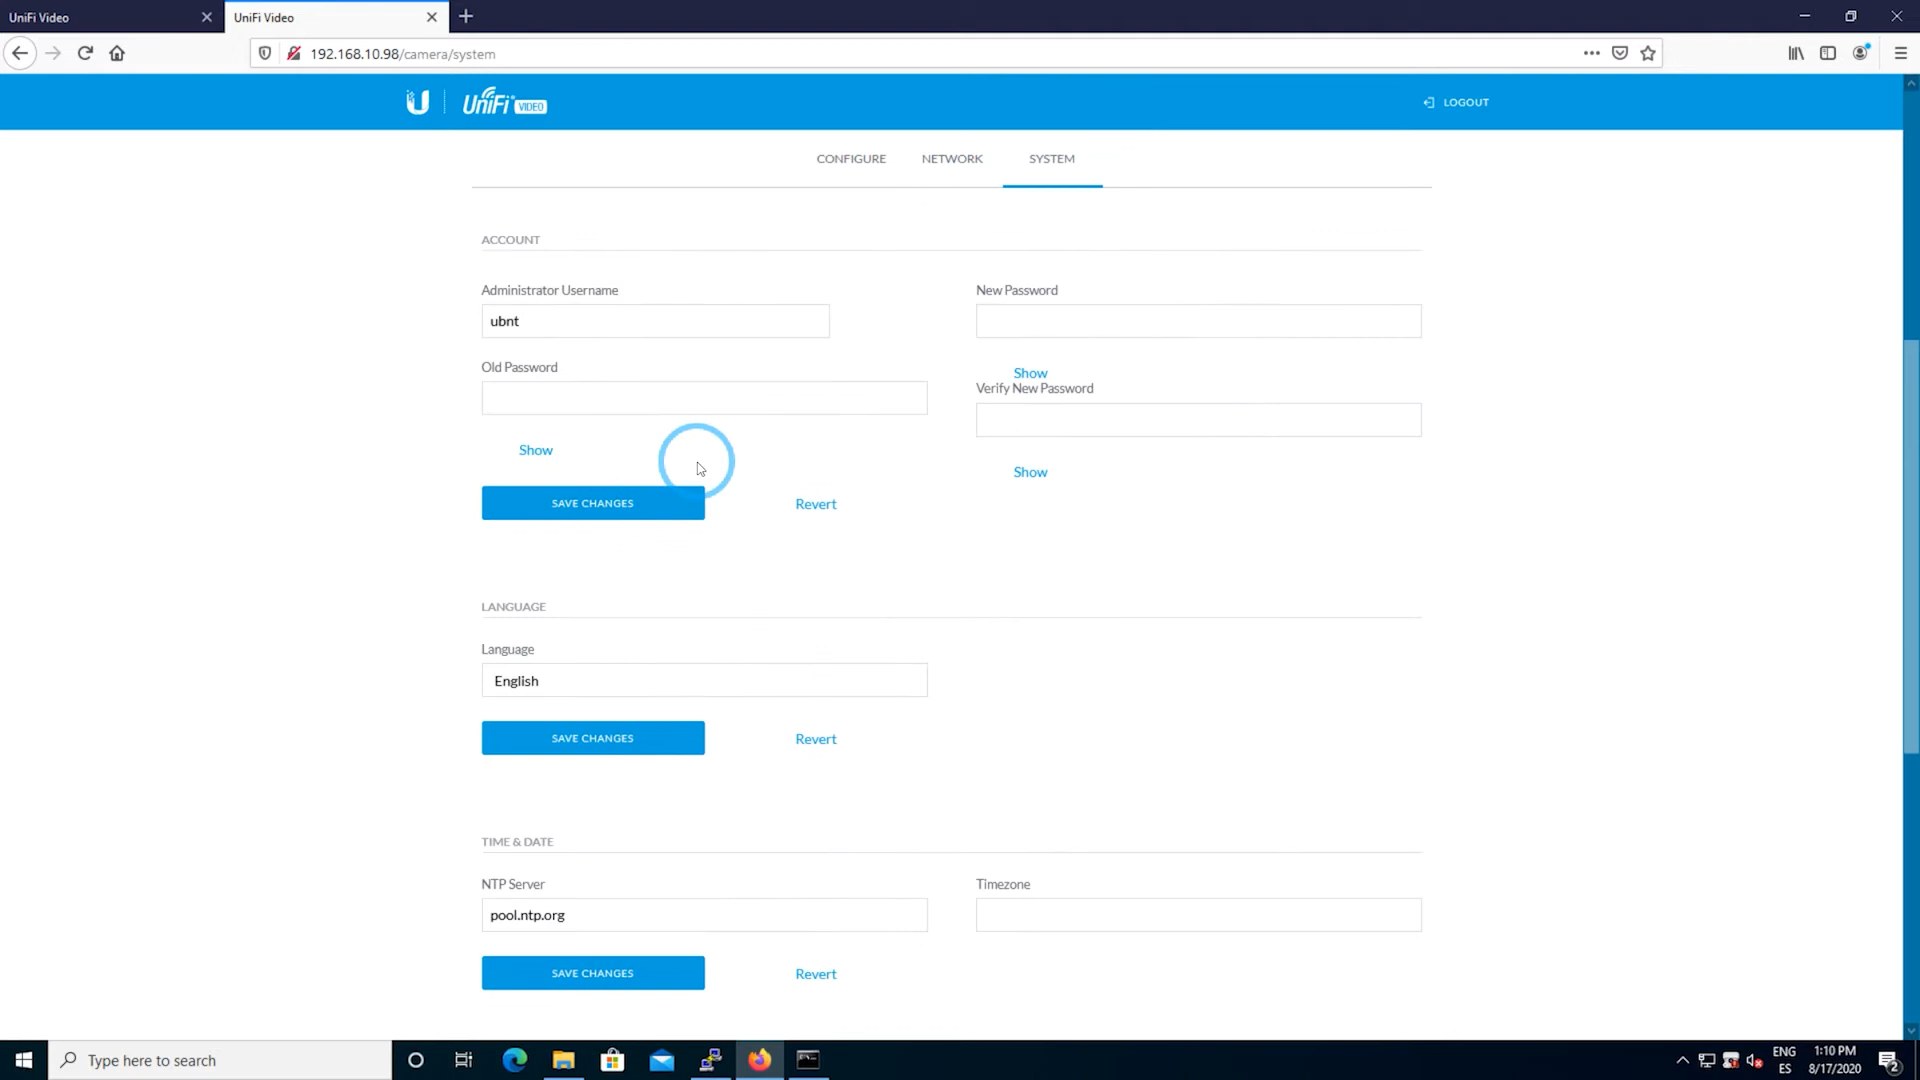 UniFi Video
UniFi Video
192.168.10.98/camera/system
UniFi VIDEO
LOGOUT
CONFIGURE
NETWORK
SYSTEM
ACCOUNT
Administrator Username
New Password
ubnt
Old Password
Show
Verify New Password
Show
Show
SAVE CHANGES
Revert
LANGUAGE
Language
English
SAVE CHANGES
Revert
TIME & DATE
NTP Server
Timezone
pool.ntp.org
SAVE CHANGES
Revert
Type here to search
ENG
ES
1:10 PM
8/17/2020
2